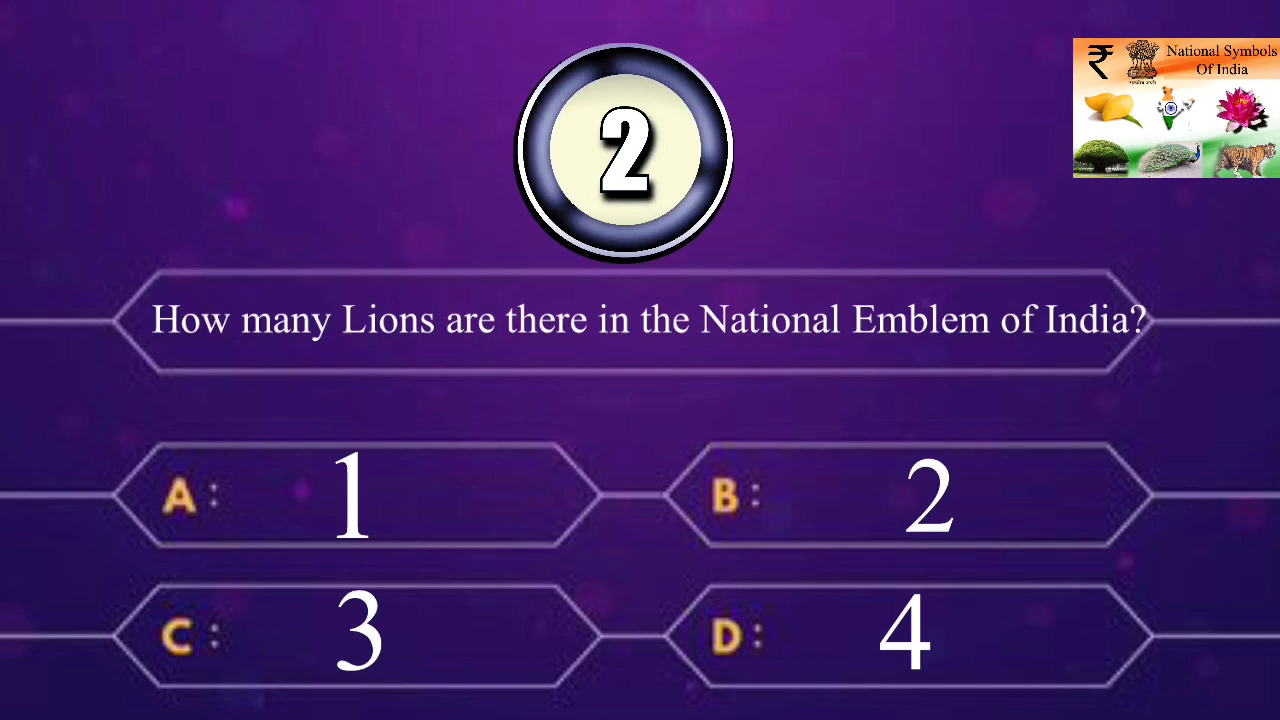 ₹ National Symbols
Of India
2
How many Lions are there in the National Emblem of India?
A: 1
B: 2
C: 3
D: 4